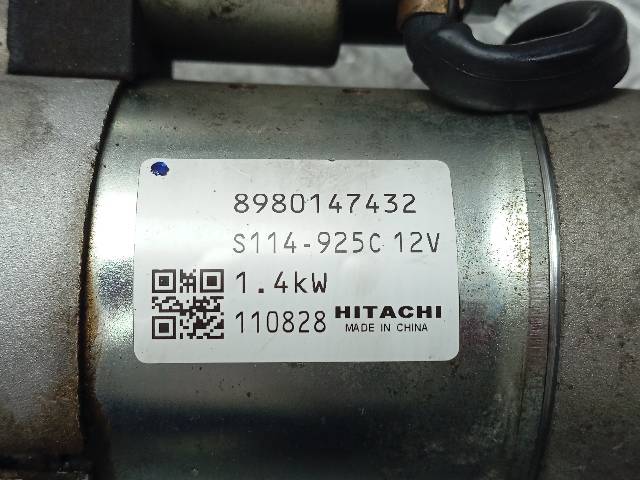 8980147432
S114-925C 12V
1.4kW
110828 HITACHI
MADE IN CHINA